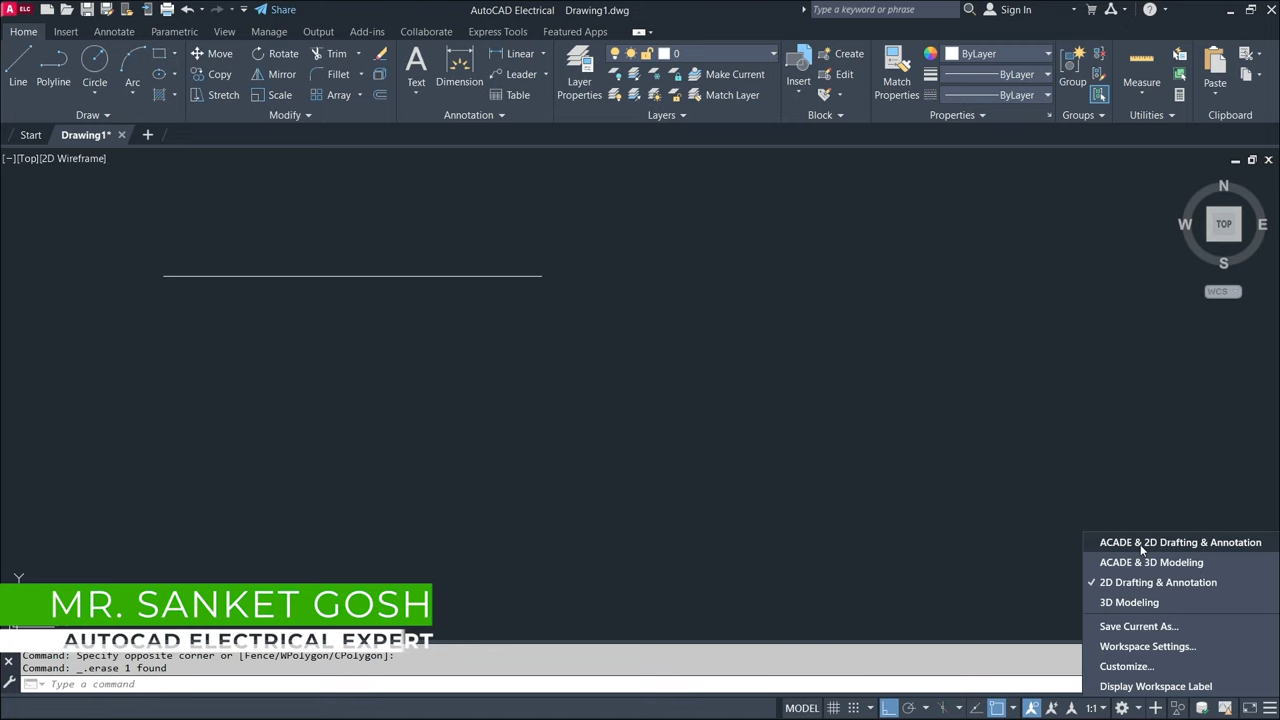 A ELC Share AutoCAD Electrical Drawing1.dwg Type a keyword or phrase Sign In
Home Insert Annotate Parametric View Manage Output Add-ins Collaborate Express Tools Featured Apps
Line Polyline Circle Arc Move Rotate Trim Text Dimension Linear Layer Properties 0 Insert Create Match Properties ByLayer Group Measure Paste
Copy Mirror Fillet Leader Make Current Edit ByLayer
Stretch Scale Array Table Match Layer ByLayer
Draw Modify Annotation Layers Block Properties Groups Utilities Clipboard
Start Drawing1* +
[−][Top][2D Wireframe]
N
W TOP E
S
WCS
ACADE & 2D Drafting & Annotation
ACADE & 3D Modeling
2D Drafting & Annotation
3D Modeling
Save Current As...
Workspace Settings...
Customize...
Display Workspace Label
Y
MR. SANKET GOSH
AUTOCAD ELECTRICAL EXPERT
Command: Specify opposite corner or [Fence/WPolygon/CPolygon]:
Command: _.erase 1 found
Type a command
MODEL 1:1